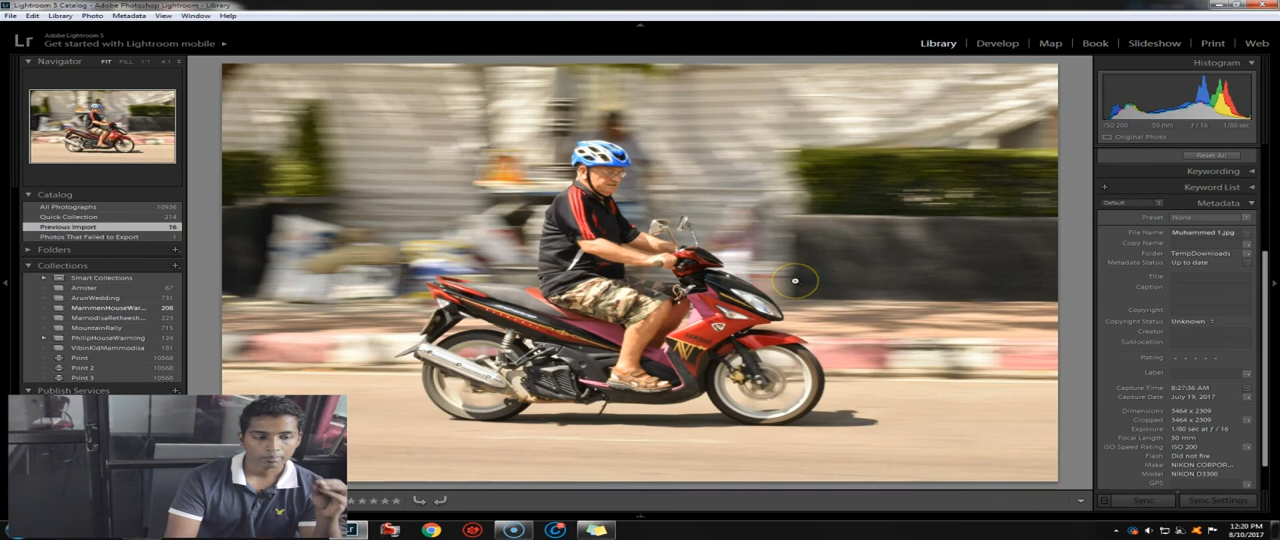 Lightroom 5 Catalog - Adobe Photoshop Lightroom - Library
File Edit Library Photo Metadata View Window Help
Lr
Adobe Lightroom 5
Get started with Lightroom mobile
Library | Develop | Map | Book | Slideshow | Print | Web
Navigator FIT FILL 1:1 4:1
Histogram
ISO 200 50 mm f / 16 1/80 sec
Original Photo
Reset All
Keywording
Keyword List
Default Metadata
Preset None
File Name Muhammed 1.jpg
Copy Name
Folder TempDownloads
Metadata Status Up to date
Title
Caption
Copyright
Copyright Status Unknown
Creator
Sublocation
Rating
Label
Capture Time 8:27:36 AM
Capture Date July 19, 2017
Dimensions 3464 x 2309
Cropped 3464 x 2309
Exposure 1/80 sec at f / 16
Focal Length 50 mm
ISO Speed Rating ISO 200
Flash Did not fire
Make NIKON CORPOR...
Model NIKON D3300
GPS
Sync Sync Settings
Catalog
All Photographs 10936
Quick Collection 214
Previous Import 16
Photos That Failed to Export 1
Folders
Collections
Smart Collections
Amster 67
ArunWedding 731
MammenHouseWar... 208
MamodisaRetheesh... 223
MountainRally 715
PhilipHouseWarming 124
VibinKidMammodisa 181
Print 10568
Print 2 10568
Print 3 10568
Publish Services
12:20 PM
8/10/2017